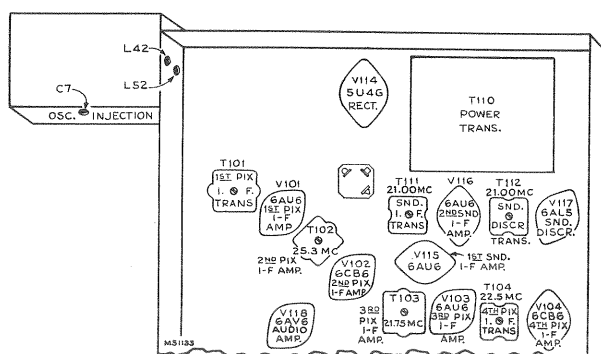 L42
L52
C7
OSC. INJECTION
V114
5U4G
RECT.
T110
POWER
TRANS.
T101
1ST PIX
I. F.
TRANS
V101
6AU6
1ST PIX
I-F
AMP.
T102
25.3 MC
2ND PIX
I-F AMP.
V102
6CB6
2ND PIX
I-F AMP.
T111
21.00MC
SND.
I. F.
TRANS
V116
6AU6
2ND SND
I-F
AMP.
T112
21.00MC
SND.
DISCR.
TRANS.
V117
6AL5
SND.
DISCR.
V115
6AU6
1ST SND.
I-F AMP.
V118
6AV6
AUDIO
AMP.
3RD
PIX
I-F
AMP.
T103
21.75 MC
V103
6AU6
3RD PIX
I-F
AMP.
T104
22.5 MC
4TH PIX
I. F.
TRANS
V104
6CB6
4TH PIX
I-F
AMP.
MS1133